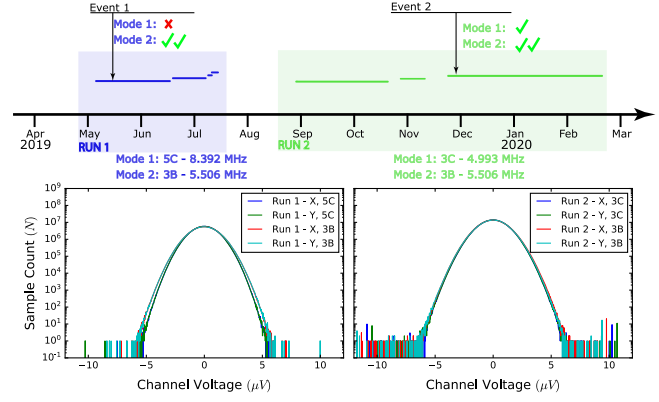 Event 1
Event 2
Mode 1: ✗
Mode 2: ✓✓
Mode 1: ✓
Mode 2: ✓✓
Apr May Jun Jul Aug Sep Oct Nov Dec Jan Feb Mar
2019 2020
RUN 1 RUN 2
Mode 1: 5C - 8.392 MHz
Mode 2: 3B - 5.506 MHz
Mode 1: 3C - 4.993 MHz
Mode 2: 3B - 5.506 MHz
Sample Count (N)
10⁸
10⁷
10⁶
10⁵
10⁴
10³
10²
10¹
10⁰
10⁻¹
Run 1 - X, 5C
Run 1 - Y, 5C
Run 1 - X, 3B
Run 1 - Y, 3B
−10 −5 0 5 10
Channel Voltage (μV)
Run 2 - X, 3C
Run 2 - Y, 3C
Run 2 - X, 3B
Run 2 - Y, 3B
−10 −5 0 5 10
Channel Voltage (μV)